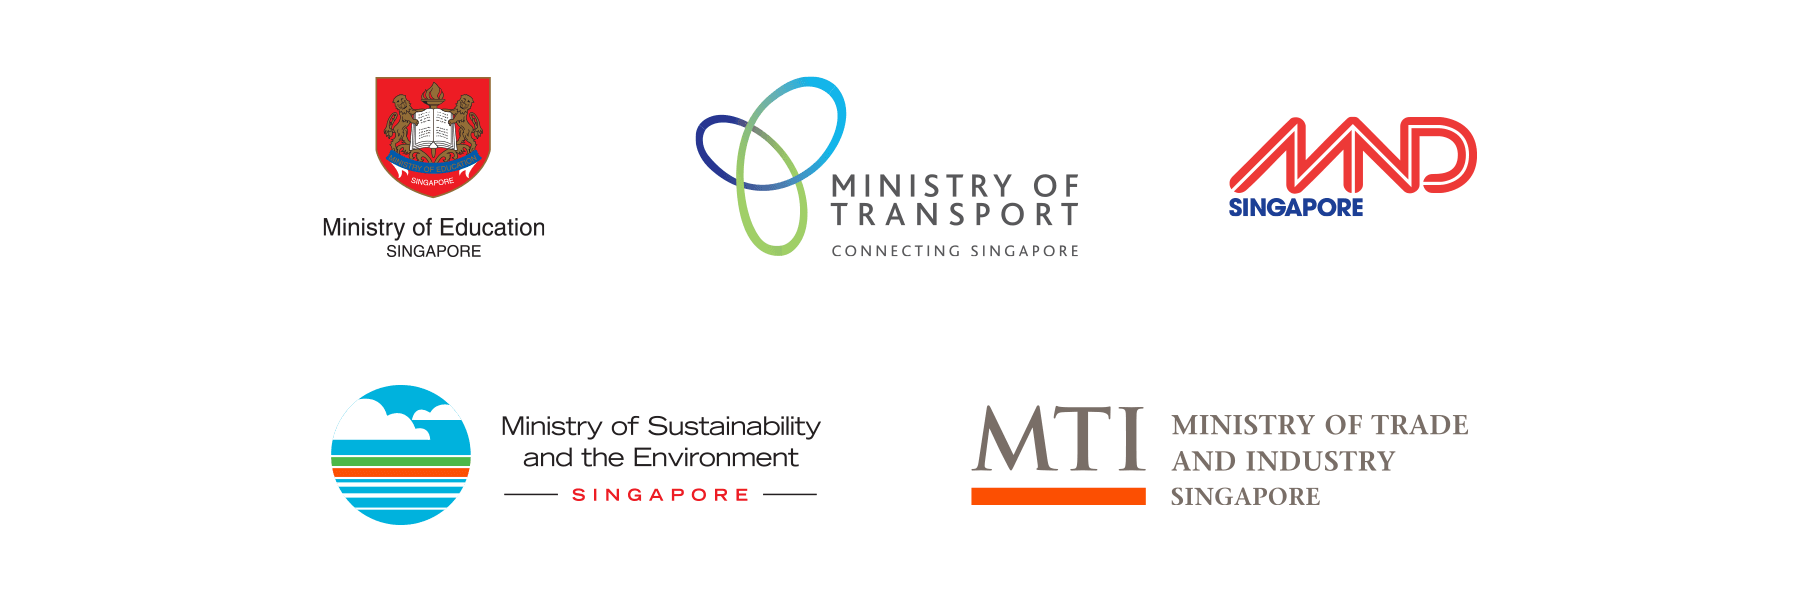 MINISTRY OF EDUCATION
SINGAPORE
Ministry of Education
SINGAPORE
MINISTRY OF
TRANSPORT
CONNECTING SINGAPORE
MND
SINGAPORE
Ministry of Sustainability
and the Environment
SINGAPORE
MTI
MINISTRY OF TRADE
AND INDUSTRY
SINGAPORE